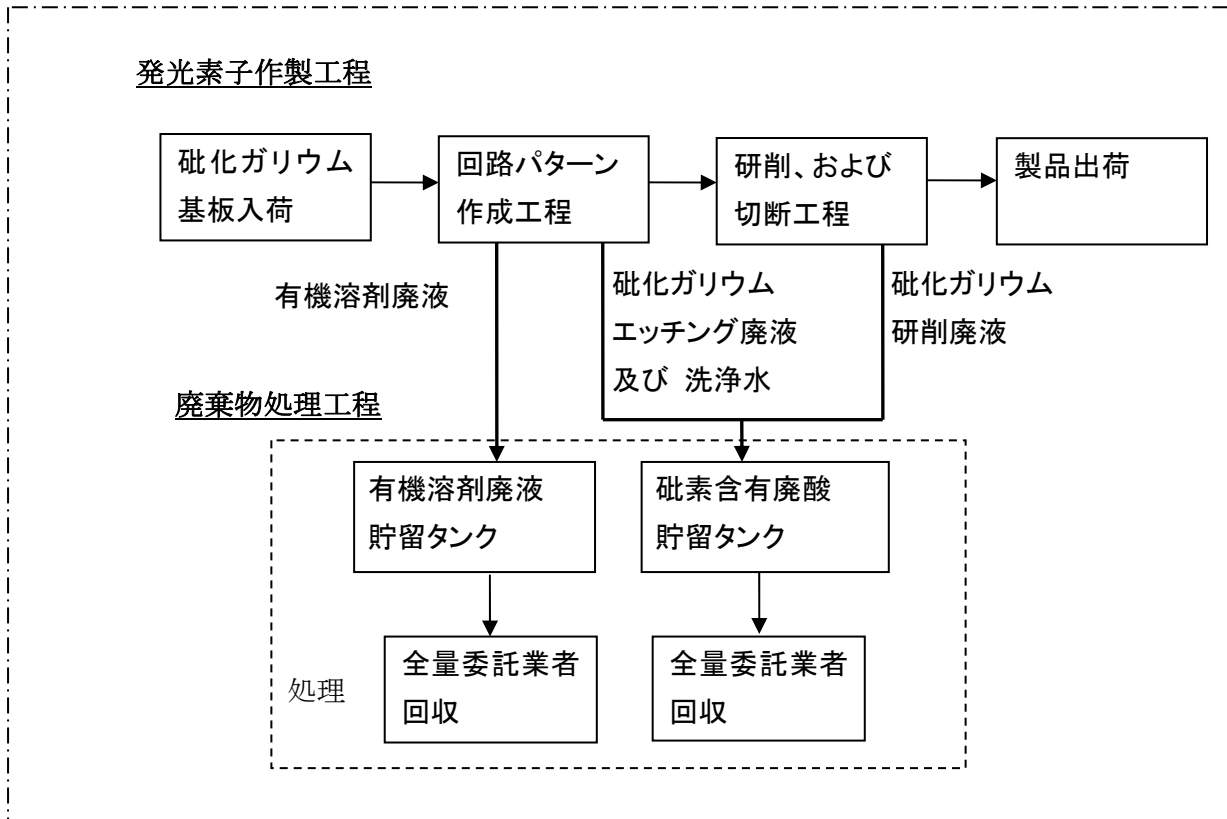 発光素子作製工程
砒化ガリウム
基板入荷
回路パターン
作成工程
研削、および
切断工程
製品出荷
有機溶剤廃液
砒化ガリウム
エッチング廃液
及び 洗浄水
砒化ガリウム
研削廃液
廃棄物処理工程
有機溶剤廃液
貯留タンク
砒素含有廃酸
貯留タンク
処理
全量委託業者
回収
全量委託業者
回収